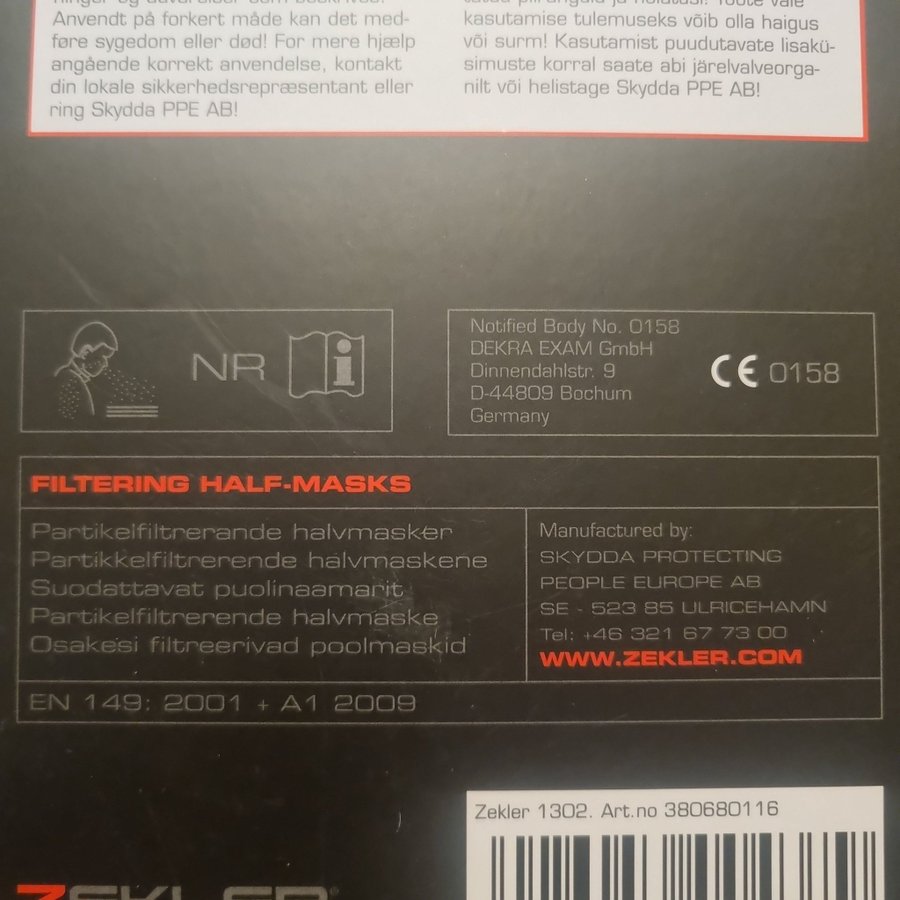 Anvendt på forkert måde kan det med-
føre sygedom eller død! For mere hjælp
angående korrekt anvendelse, kontakt
din lokale sikkerhedsrepræsentant eller
ring Skydda PPE AB!
kasutamise tulemuseks võib olla haigus
või surm! Kasutamist puudutavate lisakü-
simuste korral saate abi järelvalveorga-
nilt või helistage Skydda PPE AB!
NR
i
Notified Body No. 0158
DEKRA EXAM GmbH
Dinnendahlstr. 9
D-44809 Bochum
Germany
CE 0158
FILTERING HALF-MASKS
Partikelfiltrerande halvmasker
Partikkelfiltrerende halvmaskene
Suodattavat puolinaamarit
Partikelfiltrerende halvmaske
Osakesi filtreerivad poolmaskid
Manufactured by:
SKYDDA PROTECTING
PEOPLE EUROPE AB
SE - 523 85 ULRICEHAMN
Tel: +46 321 67 73 00
WWW.ZEKLER.COM
EN 149: 2001 + A1 2009
Zekler 1302. Art.no 380680116
ZEKLER